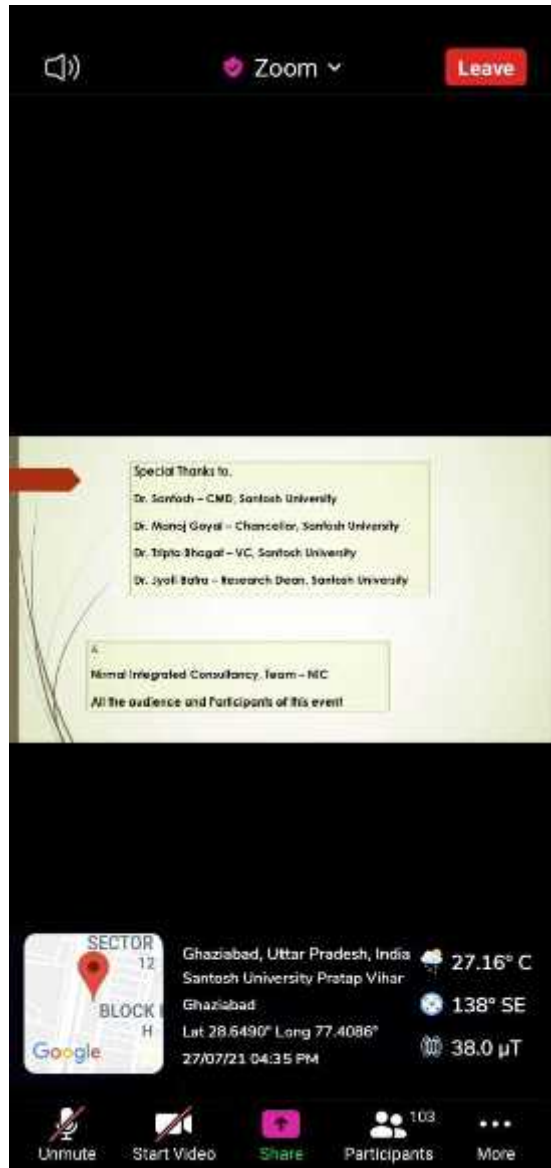 Zoom
Leave
Special Thanks to,
Dr. Santosh – CMD, Santosh University
Dr. Manoj Goyal – Chancellor, Santosh University
Dr. Tripta Bhagat – VC, Santosh University
Dr. Jyoti Batra – Research Dean, Santosh University
&
Nirmal Integrated Consultancy, Team – NIC
All the audience and Participants of this event
SECTOR
12
BLOCK
H
Google
Ghaziabad, Uttar Pradesh, India
Santosh University Pratap Vihar
Ghaziabad
Lat 28.6490° Long 77.4086°
27/07/21 04:35 PM
27.16° C
138° SE
38.0 µT
Unmute
Start Video
Share
103
Participants
More